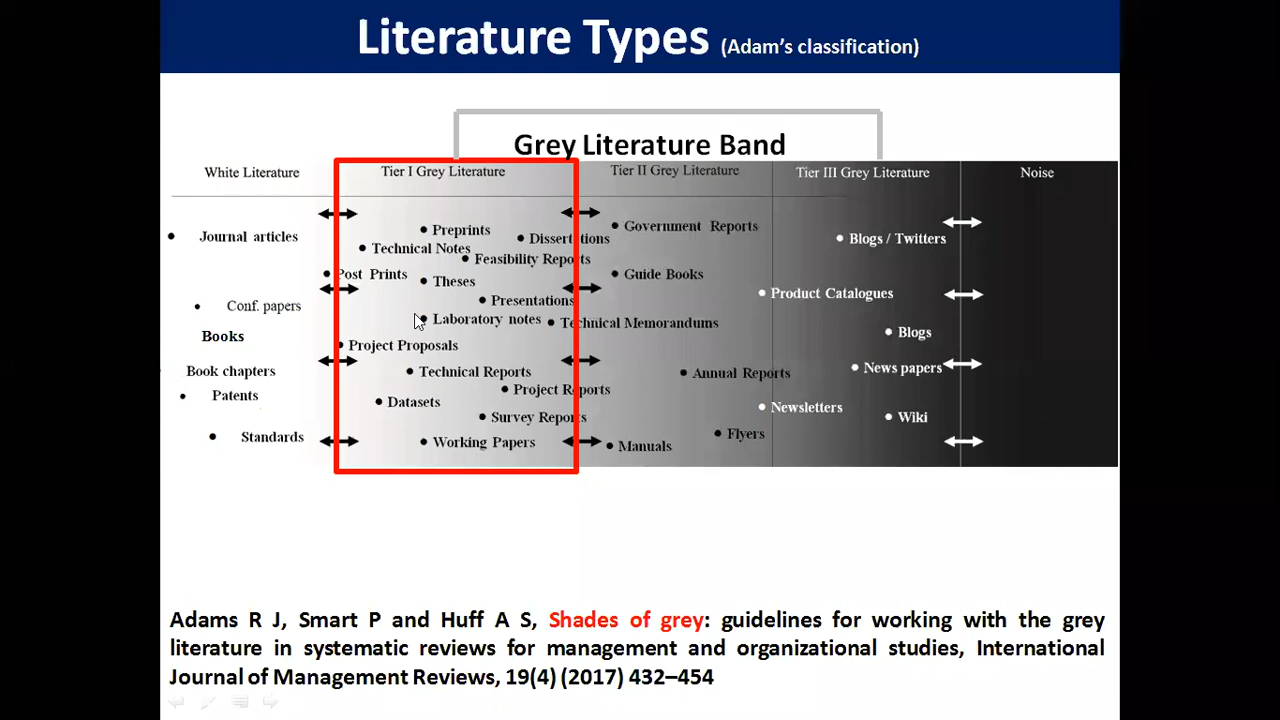 Literature Types (Adam's classification)
Grey Literature Band
White Literature
Tier I Grey Literature
Tier II Grey Literature
Tier III Grey Literature
Noise
• Journal articles
• Conf. papers
Books
Book chapters
• Patents
• Standards
• Preprints
• Dissertations
• Technical Notes
• Feasibility Reports
• Post Prints
• Theses
• Presentations
• Laboratory notes
• Technical Memorandums
• Project Proposals
• Technical Reports
• Project Reports
• Datasets
• Survey Reports
• Working Papers
• Government Reports
• Guide Books
• Annual Reports
• Flyers
• Manuals
• Blogs / Twitters
• Product Catalogues
• Blogs
• News papers
• Newsletters
• Wiki
Adams R J, Smart P and Huff A S, Shades of grey: guidelines for working with the grey
literature in systematic reviews for management and organizational studies, International
Journal of Management Reviews, 19(4) (2017) 432–454